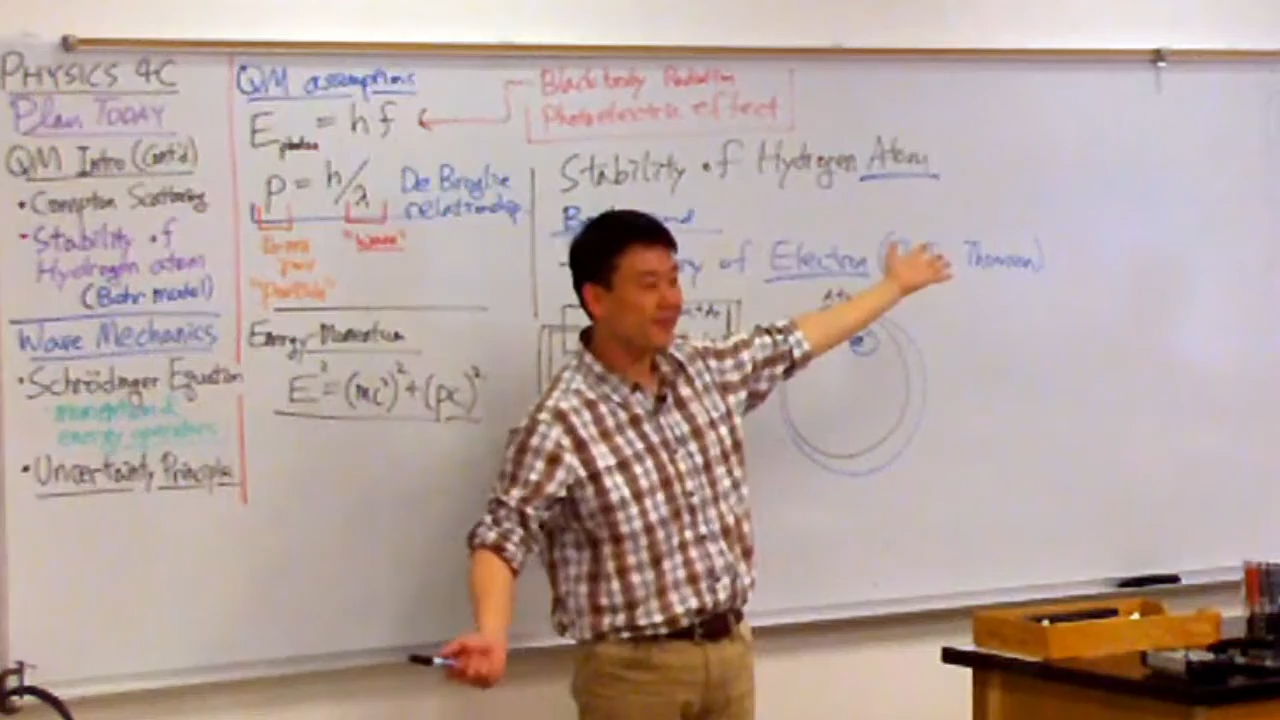 PHYSICS 4C
Plan TODAY
QM Intro (Cont'd)
• Compton Scattering
• Stability of
Hydrogen atom
(Bohr model)
Wave Mechanics
• Schrödinger Equation
energy operators
• Uncertainty Principle
QM assumptions
E photon = hf
Blackbody Radiation
Photoelectric effect
p = h/λ
De Broglie
relationship
"Wave"
"Particle"
Energy-Momentum
E² = (mc²)² + (pc)²
Stability of Hydrogen Atom
of Electron
Thomson)